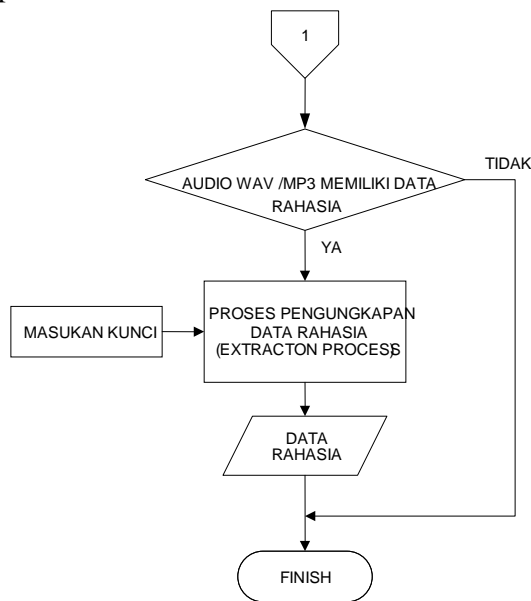 1
AUDIO WAV /MP3 MEMILIKI DATA
RAHASIA
TIDAK
YA
MASUKAN KUNCI
PROSES PENGUNGKAPAN
DATA RAHASIA
(EXTRACTON PROCESS)
DATA
RAHASIA
FINISH